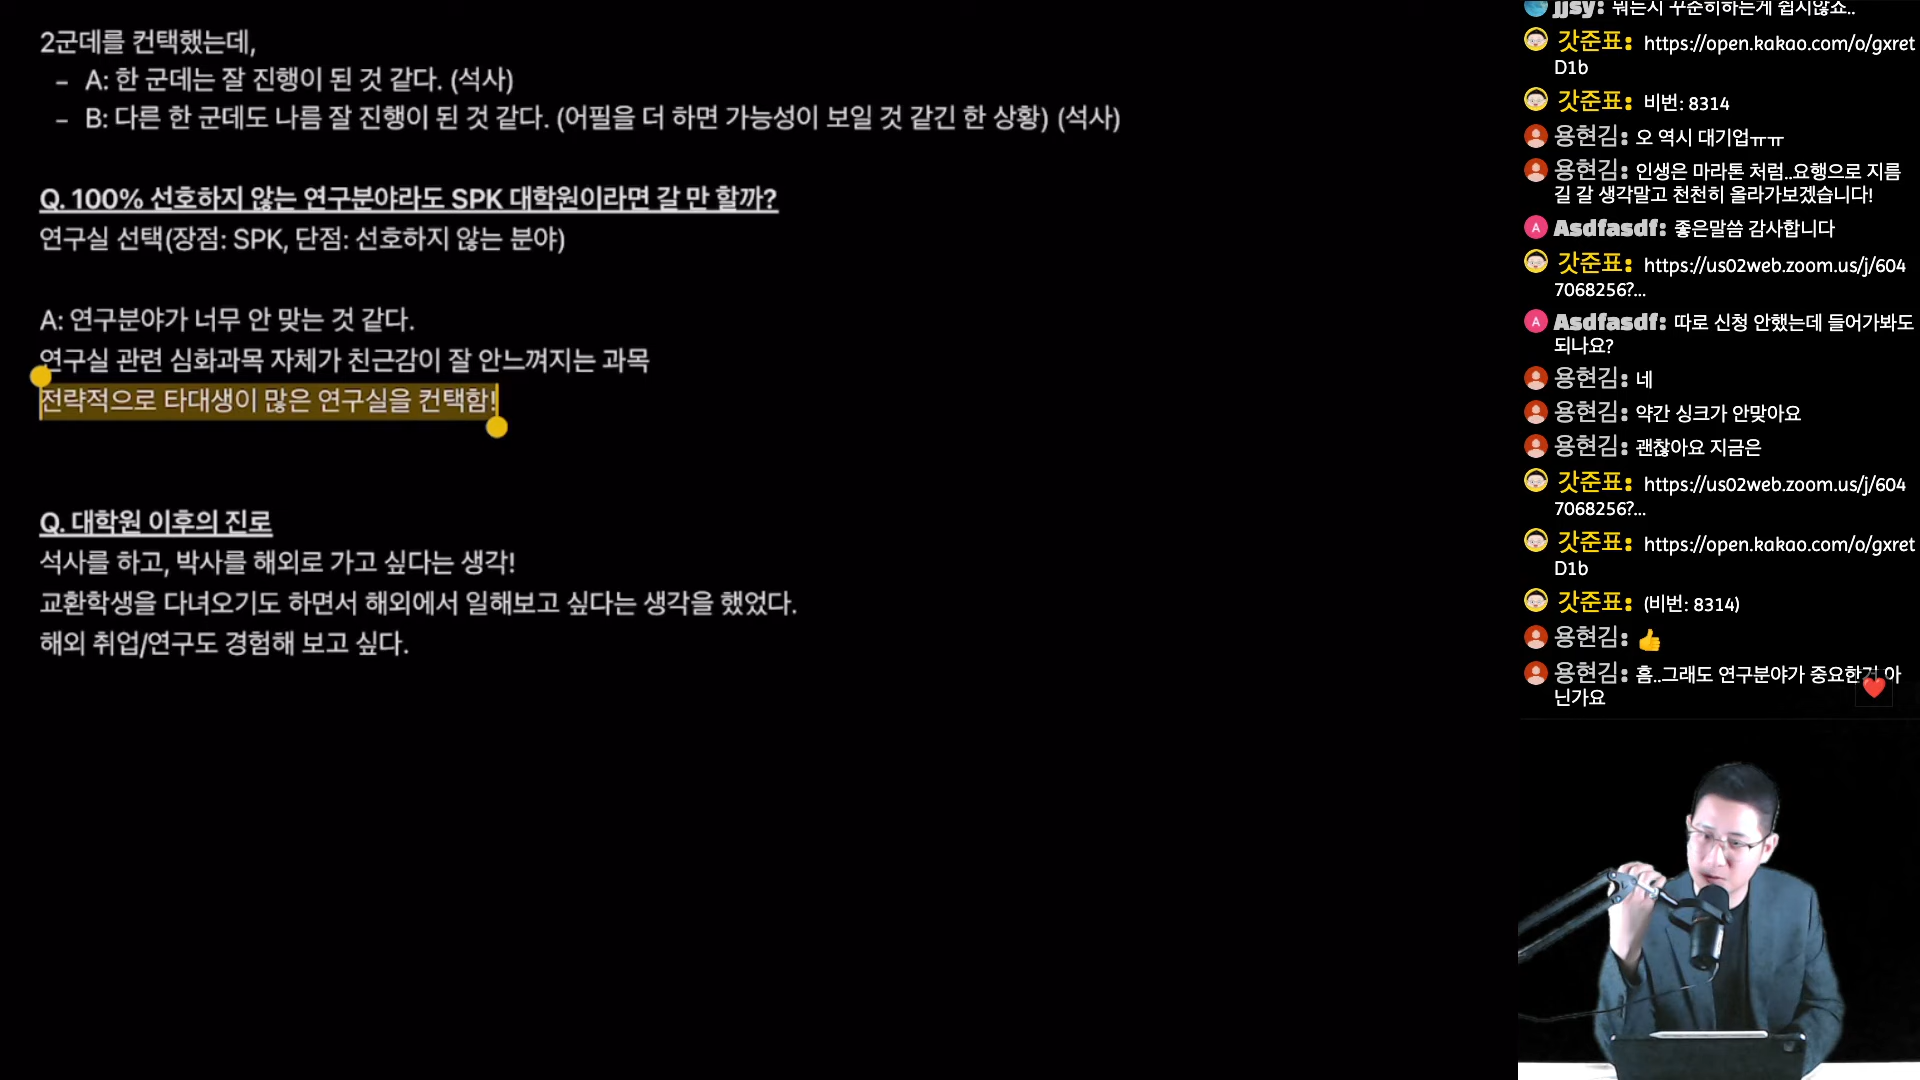 2군데를 컨택했는데,
– A: 한 군데는 잘 진행이 된 것 같다. (석사)
– B: 다른 한 군데도 나름 잘 진행이 된 것 같다. (어필을 더 하면 가능성이 보일 것 같긴 한 상황) (석사)
Q. 100% 선호하지 않는 연구분야라도 SPK 대학원이라면 갈 만 할까?
연구실 선택(장점: SPK, 단점: 선호하지 않는 분야)
A: 연구분야가 너무 안 맞는 것 같다.
연구실 관련 심화과목 자체가 친근감이 잘 안느껴지는 과목
전략적으로 타대생이 많은 연구실을 컨택함!
Q. 대학원 이후의 진로
석사를 하고, 박사를 해외로 가고 싶다는 생각!
교환학생을 다녀오기도 하면서 해외에서 일해보고 싶다는 생각을 했었다.
해외 취업/연구도 경험해 보고 싶다.
jjsy: 뭐든지 꾸준히하는게 쉽지않죠..
갓준표: https://open.kakao.com/o/gxret
D1b
갓준표: 비번: 8314
용현김: 오 역시 대기업ㅠㅠ
용현김: 인생은 마라톤 처럼..요행으로 지름
길 갈 생각말고 천천히 올라가보겠습니다!
A Asdfasdf: 좋은말씀 감사합니다
갓준표: https://us02web.zoom.us/j/604
7068256?...
A Asdfasdf: 따로 신청 안했는데 들어가봐도
되나요?
용현김: 네
용현김: 약간 싱크가 안맞아요
용현김: 괜찮아요 지금은
갓준표: https://us02web.zoom.us/j/604
7068256?...
갓준표: https://open.kakao.com/o/gxret
D1b
갓준표: (비번: 8314)
용현김: 👍
용현김: 흠..그래도 연구분야가 중요한거 아
닌가요